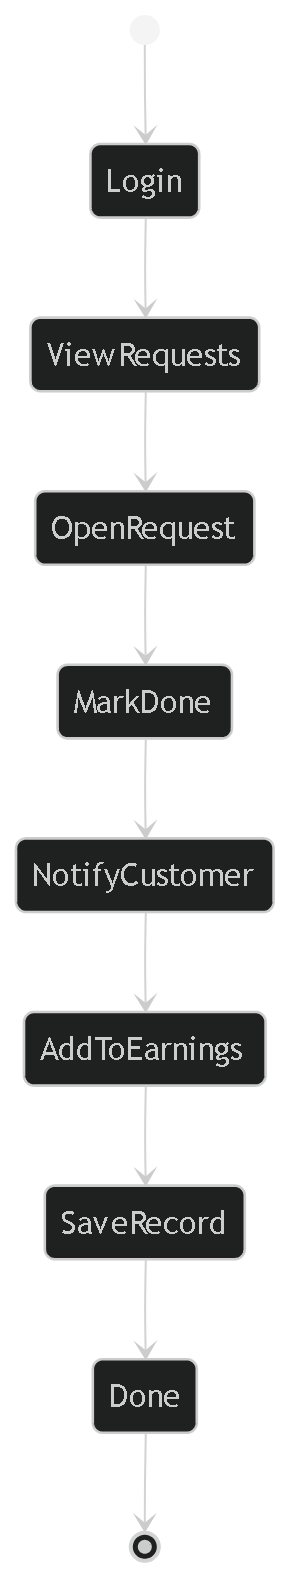 Login
ViewRequests
OpenRequest
MarkDone
NotifyCustomer
AddToEarnings
SaveRecord
Done